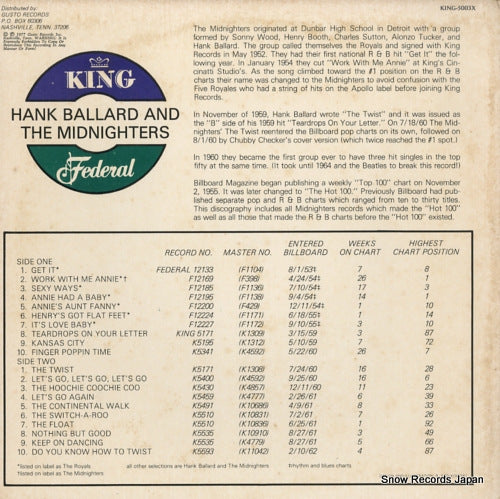 Distributed by:
GUSTO RECORDS
P.O. BOX 60306
NASHVILLE, TENN. 37206
KING-5003X
KING
HANK BALLARD AND
THE MIDNIGHTERS
Federal
The Midnighters originated at Dunbar High School in Detroit with a group
formed by Sonny Wood, Henry Booth, Charles Sutton, Alonzo Tucker, and
Hank Ballard. The group called themselves the Royals and signed with King
Records in May 1952. They had their first national R & B hit "Get It" the follow-
ing year. In January 1954 they cut "Work With Me Annie" at King's Cin-
cinnati Studio's. As the song climbed toward the #1 position on the R & B
charts their name was changed to the Midnighters to avoid confusion with the
Five Royales who had a string of hits on the Apollo label before joining King
Records.
In November of 1969, Hank Ballard wrote "The Twist" and it was issued as
the "B" side of his 1959 hit "Teardrops On Your Letter." On 7/18/60 The Mid-
nighters' The Twist reentered the Billboard pop charts on its own, followed on
8/1/60 by Chubby Checker's cover version (which twice reached the #1 spot.)
In 1960 they became the first group ever to have three hit singles in the top
fifty at the same time. (It took until 1964 and the Beatles to break this record!)
Billboard Magazine began publishing a weekly "Top 100" chart on November
2, 1955. It was later changed to "The Hot 100." Previously Billboard had pub-
lished separate pop and R & B charts which ranged from ten to thirty titles.
This discography includes all Midnighters records which made the "Hot 100"
as well as all those that made the R & B charts before the "Hot 100" existed.
RECORD NO. MASTER NO. ENTERED BILLBOARD WEEKS ON CHART HIGHEST CHART POSITION
SIDE ONE
1. GET IT* FEDERAL 12133 (F1104) 8/1/53‡ 7 8
2. WORK WITH ME ANNIE*† F12169 (F398) 4/24/54‡ 26 1
3. SEXY WAYS* F12185 (F1136) 7/10/54‡ 17 3
4. ANNIE HAD A BABY* F12195 (F1138) 9/4/54‡ 14 1
5. ANNIE'S AUNT FANNY* F12200 (F429) 12/11/54‡ 1 10
6. HENRY'S GOT FLAT FEET* F12224 (F1171) 6/18/55‡ 1 14
7. IT'S LOVE BABY* F12227 (F1172) 9/10/55‡ 3 10
8. TEARDROPS ON YOUR LETTER KING 5171 (K1309) 3/15/59 3 87
9. KANSAS CITY K5195 (K1312) 5/10/59 7 72
10. FINGER POPPIN TIME K5341 (K4592) 5/22/60 26 7
SIDE TWO
1. THE TWIST K5171 (K1308) 7/24/60 16 28
2. LET'S GO, LET'S GO, LET'S GO K5400 (K4592) 9/25/60 16 6
3. THE HOOCHIE COOCHIE COO K5430 (K4857) 12/11/60 11 23
4. LET'S GO AGAIN K5459 (K4777) 2/26/61 6 39
5. THE CONTINENTAL WALK K5491 (K10686) 4/9/61 8 33
6. THE SWITCH-A-ROO K5510 (K10831) 7/2/61 7 26
7. THE FLOAT K5510 (K10836) 6/25/61 1 92
8. NOTHING BUT GOOD K5535 (K10910) 8/27/61 3 49
9. KEEP ON DANCING K5535 (K4779) 8/27/61 5 66
10. DO YOU KNOW HOW TO TWIST K5593 (K11042) 2/10/62 4 87
*listed on label as The Royals all other selections are Hank Ballard and The Midnighters ‡rhythm and blues charts
†listed on label as The Midnighters
Snow Records Japan
www.snowrecords.jp